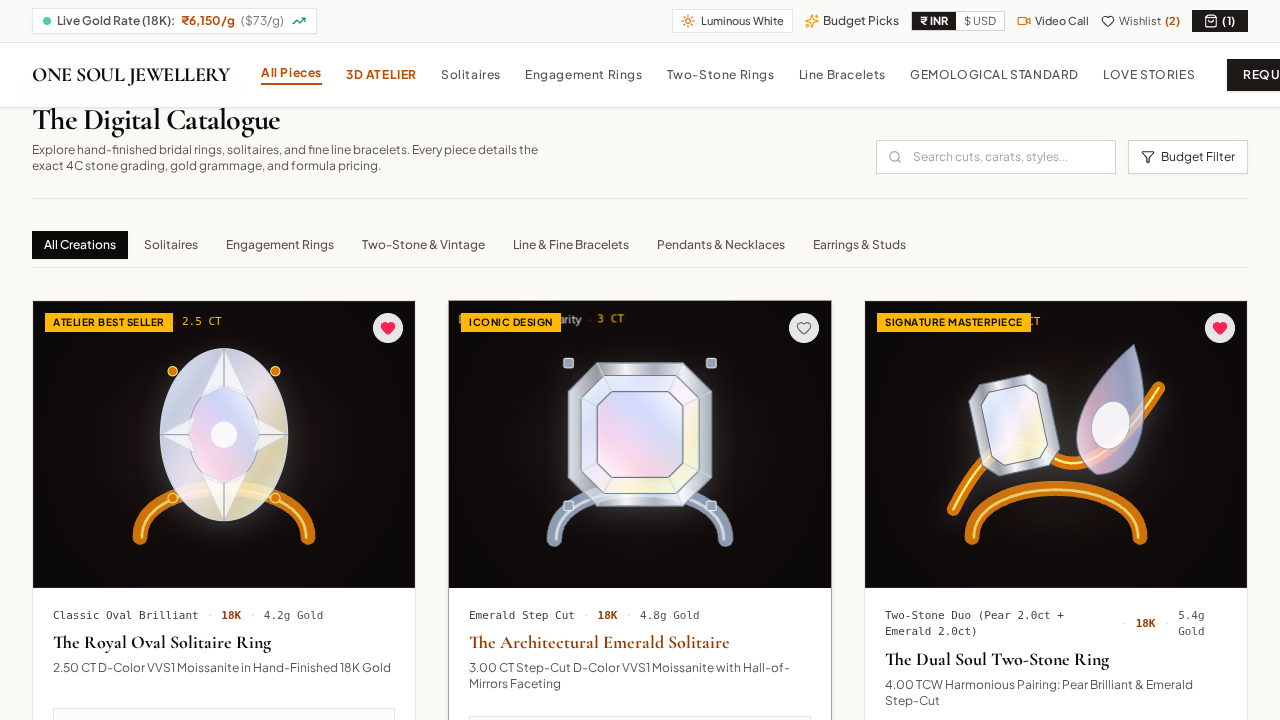 Live Gold Rate (18K): ₹6,150/g ($73/g)
Luminous White
Budget Picks
₹ INR
$ USD
Video Call
Wishlist (2)
(1)
ONE SOUL JEWELLERY
All Pieces
3D ATELIER
Solitaires
Engagement Rings
Two-Stone Rings
Line Bracelets
GEMOLOGICAL STANDARD
LOVE STORIES
REQU
The Digital Catalogue
Explore hand-finished bridal rings, solitaires, and fine line bracelets. Every piece details the
exact 4C stone grading, gold grammage, and formula pricing.
Search cuts, carats, styles...
Budget Filter
All Creations
Solitaires
Engagement Rings
Two-Stone & Vintage
Line & Fine Bracelets
Pendants & Necklaces
Earrings & Studs
ATELIER BEST SELLER
· 2.5 CT
ICONIC DESIGN
arity · 3 CT
SIGNATURE MASTERPIECE
CT
Classic Oval Brilliant · 18K · 4.2g Gold
The Royal Oval Solitaire Ring
2.50 CT D-Color VVS1 Moissanite in Hand-Finished 18K Gold
Emerald Step Cut · 18K · 4.8g Gold
The Architectural Emerald Solitaire
3.00 CT Step-Cut D-Color VVS1 Moissanite with Hall-of-
Mirrors Faceting
Two-Stone Duo (Pear 2.0ct +
Emerald 2.0ct)
· 18K ·
5.4g
Gold
The Dual Soul Two-Stone Ring
4.00 TCW Harmonious Pairing: Pear Brilliant & Emerald
Step-Cut